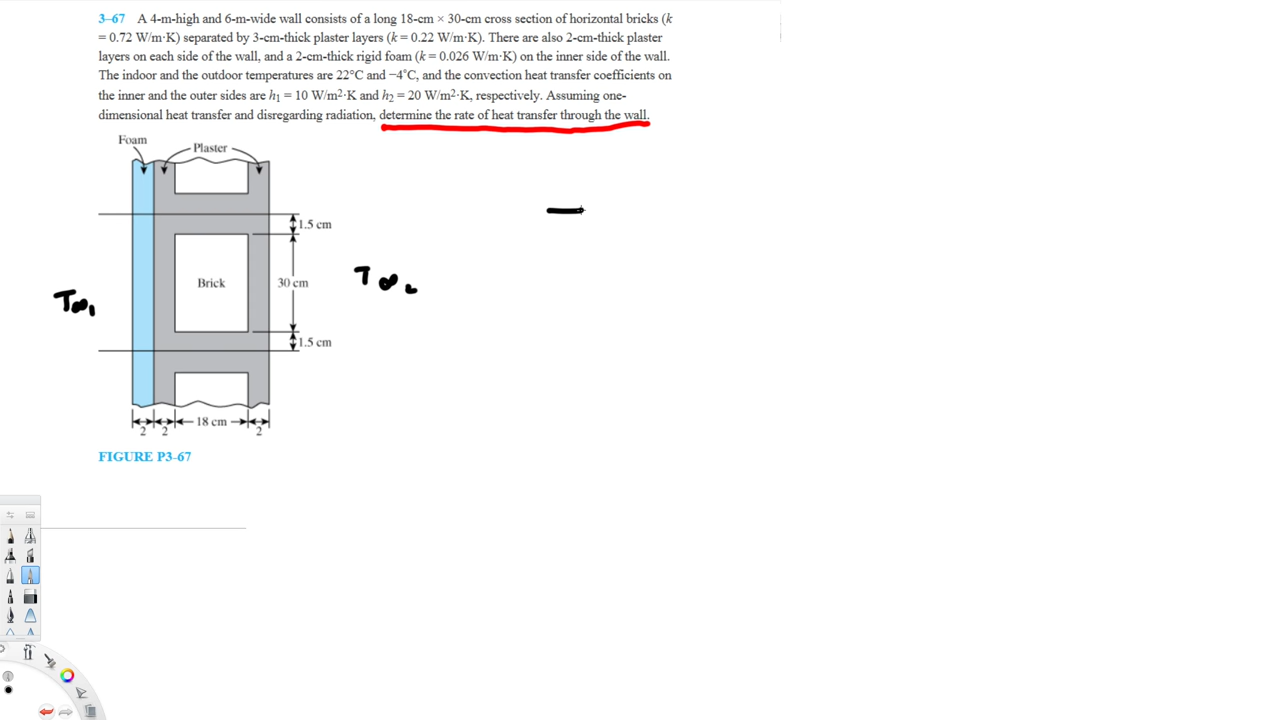 3–67 A 4-m-high and 6-m-wide wall consists of a long 18-cm × 30-cm cross section of horizontal bricks (k
= 0.72 W/m·K) separated by 3-cm-thick plaster layers (k = 0.22 W/m·K). There are also 2-cm-thick plaster
layers on each side of the wall, and a 2-cm-thick rigid foam (k = 0.026 W/m·K) on the inner side of the wall.
The indoor and the outdoor temperatures are 22°C and −4°C, and the convection heat transfer coefficients on
the inner and the outer sides are h₁ = 10 W/m²·K and h₂ = 20 W/m²·K, respectively. Assuming one-
dimensional heat transfer and disregarding radiation, determine the rate of heat transfer through the wall.
Foam
Plaster
1.5 cm
T∞₁
Brick
30 cm
T∞₂
1.5 cm
18 cm
2 2 2
FIGURE P3-67